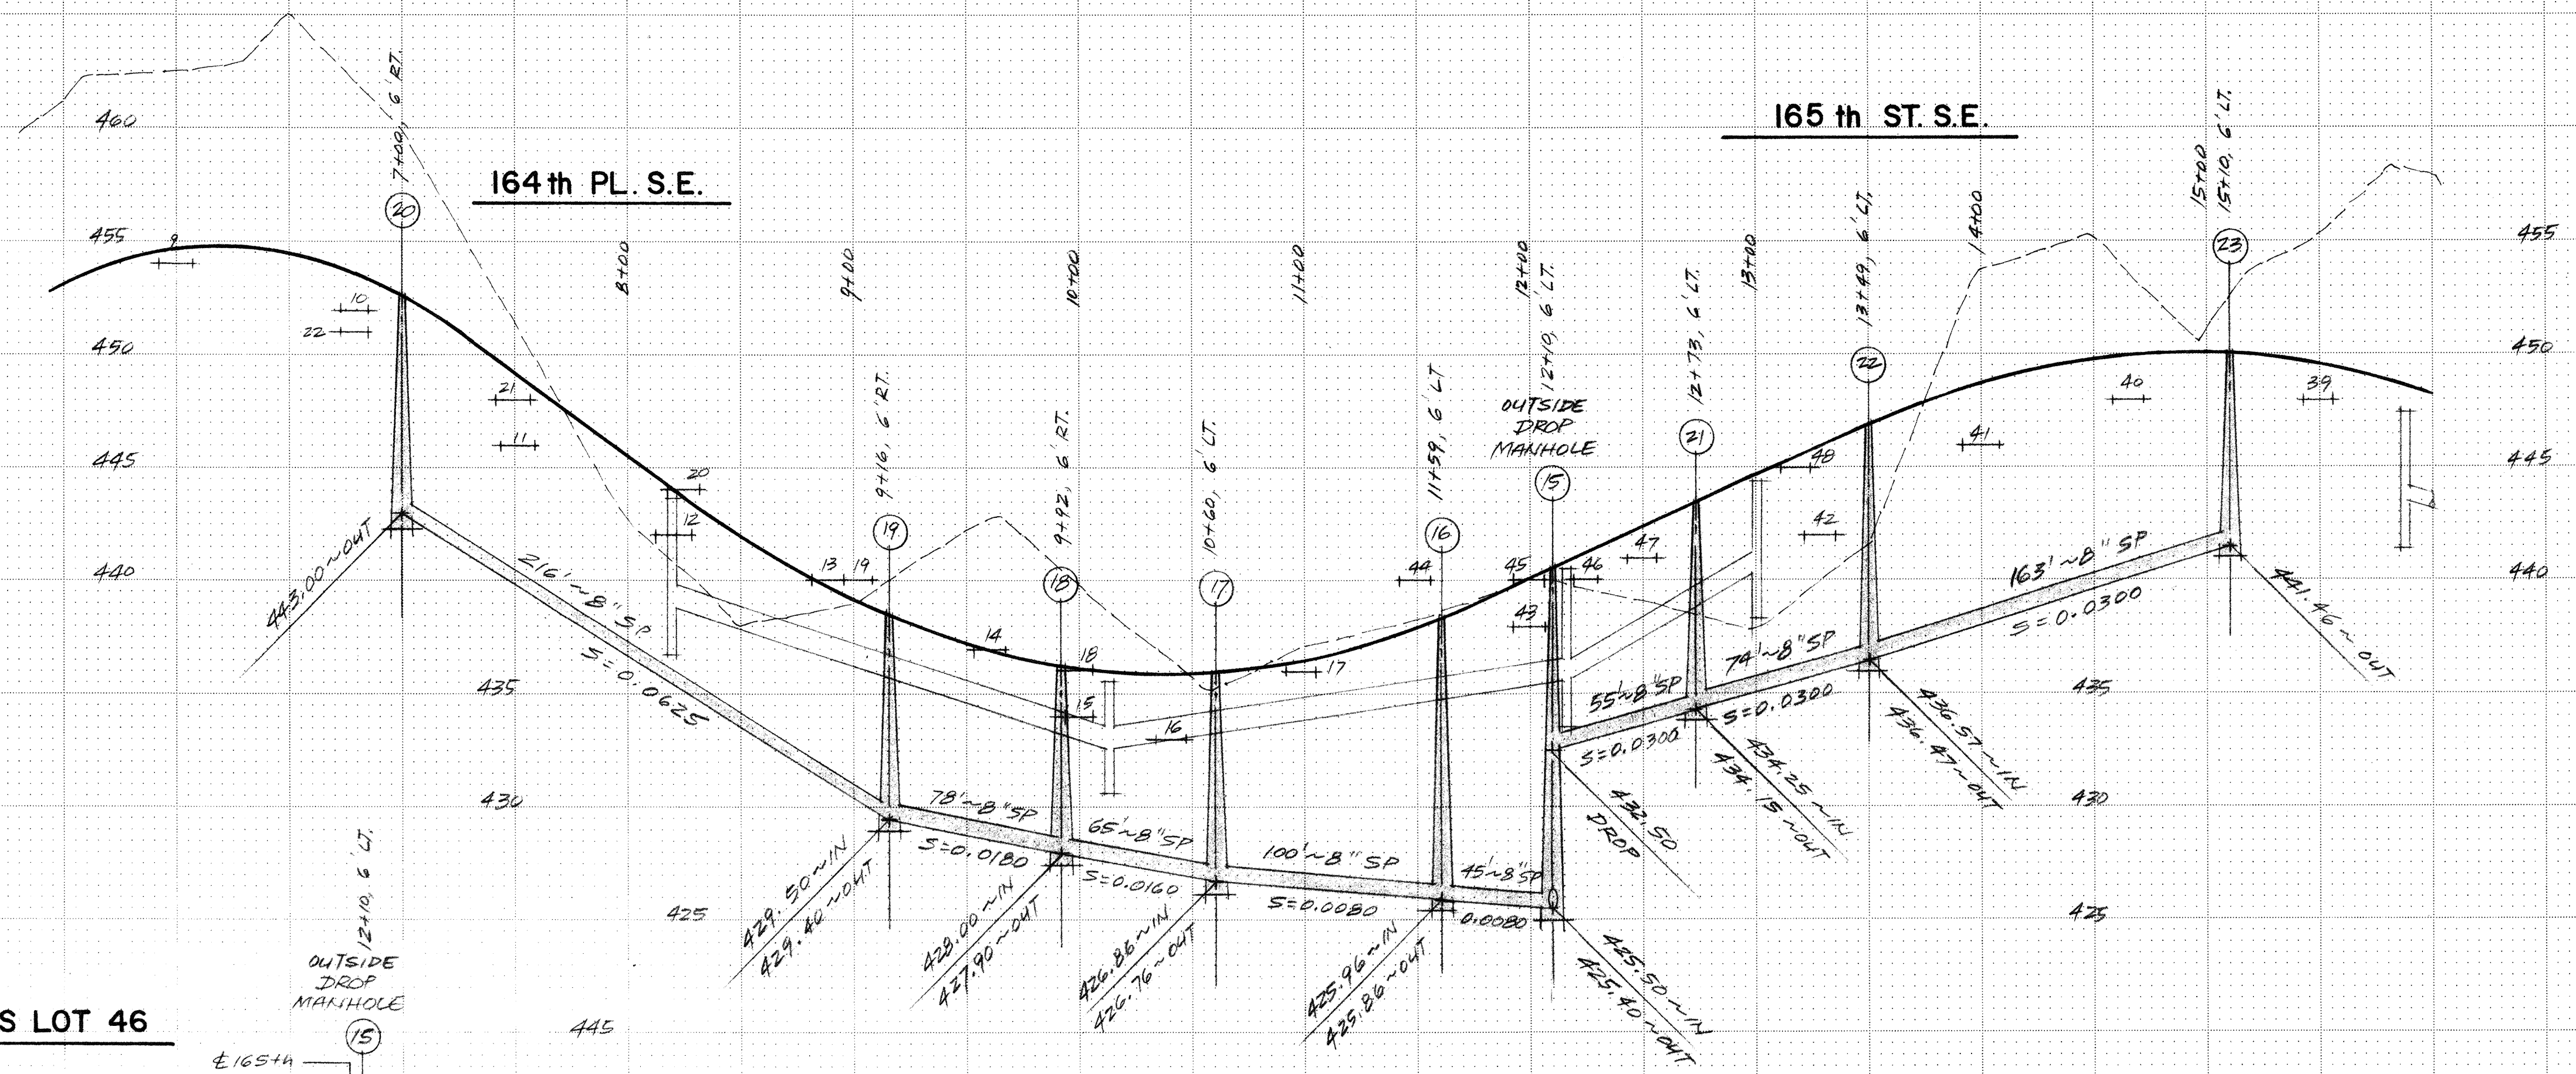 164th PL. S.E.
165 th ST. S.E.
460
455
450
445
440
435
430
425
455
450
445
440
435
430
425
7+00, 6' RT.
20
8+00
9+00
9+16, 6' RT.
19
10+00
9+92, 6' RT.
18
10+60, 6' LT.
17
11+00
11+59, 6' LT
16
12+00
12+10, 6' LT.
OUTSIDE
DROP
MANHOLE
15
12+73, 6' LT.
21
13+00
13+49, 6' LT.
22
14+00
15+00
15+10, 6' LT.
23
9
10
22
21
11
20
12
13
19
14
18
15
16
17
44
45
43
46
47
48
42
41
40
39
443.00~OUT
216'~8" SP
S=0.0625
429.50~IN
429.40~OUT
78'~8" SP
S=0.0180
428.00~IN
427.90~OUT
65'~8" SP
S=0.0160
426.86~IN
426.76~OUT
100'~8" SP
S=0.0080
425.96~IN
425.86~OUT
45'~8" SP
0.0080
425.50~IN
425.40~OUT
432.50
DROP
55'~8" SP
S=0.0300
434.25~IN
434.15~OUT
74'~8" SP
S=0.0300
436.57~IN
436.47~OUT
163'~8" SP
S=0.0300
441.46~OUT
12+10, 6 LT.
OUTSIDE
DROP
MANHOLE
15
S LOT 46
℄ 165th
445